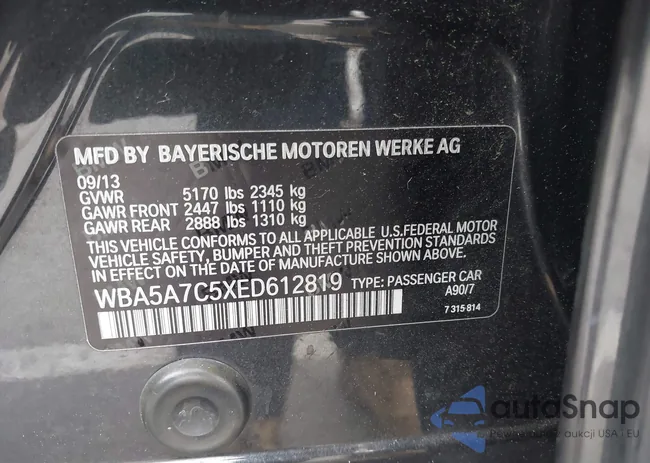 MFD BY BAYERISCHE MOTOREN WERKE AG
09/13
GVWR 5170 lbs 2345 kg
GAWR FRONT 2447 lbs 1110 kg
GAWR REAR 2888 lbs 1310 kg
THIS VEHICLE CONFORMS TO ALL APPLICABLE U.S.FEDERAL MOTOR
VEHICLE SAFETY, BUMPER AND THEFT PREVENTION STANDARDS
IN EFFECT ON THE DATE OF MANUFACTURE SHOWN ABOVE.
WBA5A7C5XED612819 TYPE: PASSENGER CAR
A90/7
7 315-814
autoSnap
aukcji USA - EU